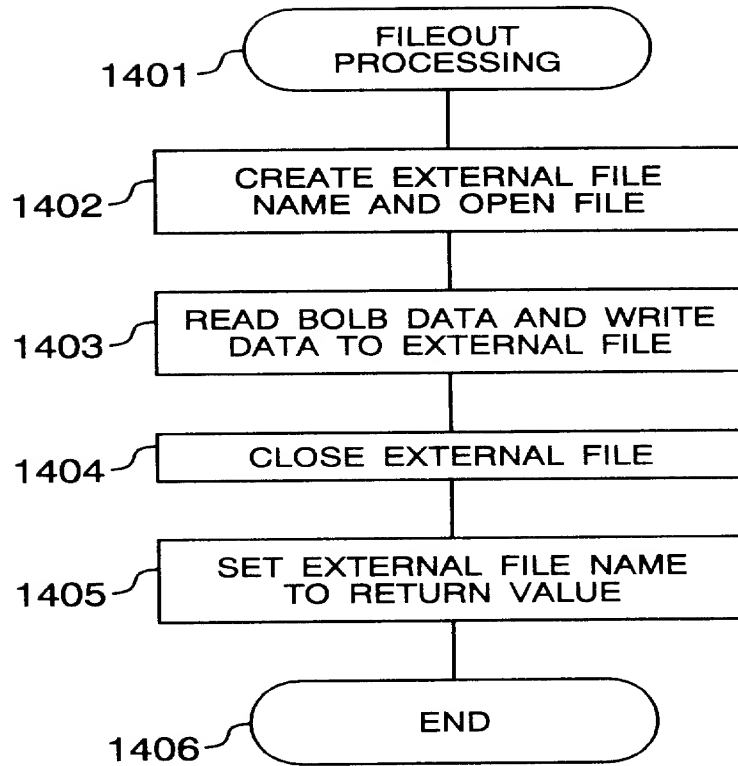 FILEOUT
PROCESSING
1401
CREATE EXTERNAL FILE
NAME AND OPEN FILE
1402
READ BOLB DATA AND WRITE
DATA TO EXTERNAL FILE
1403
CLOSE EXTERNAL FILE
1404
SET EXTERNAL FILE NAME
TO RETURN VALUE
1405
END
1406